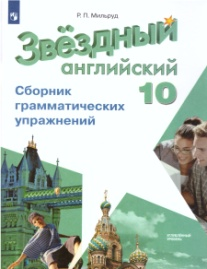 Р. П. Мильруд
Звёздный
английский
10
Сборник
грамматических
упражнений